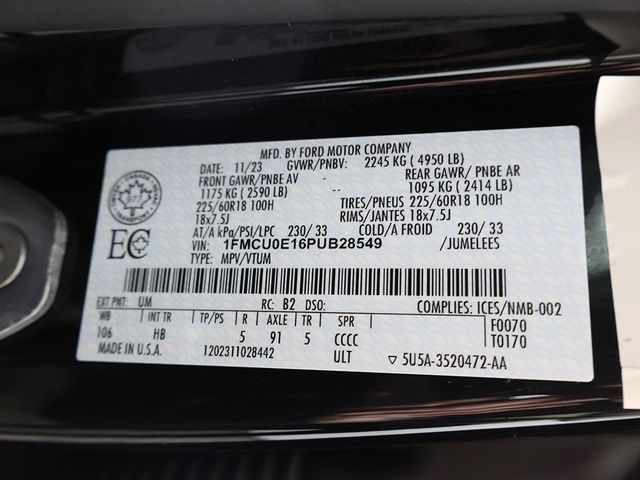 MFD. BY FORD MOTOR COMPANY
DATE: 11/23 GVWR/PNBV: 2245 KG ( 4950 LB)
FRONT GAWR/PNBE AV REAR GAWR/ PNBE AR
1175 KG ( 2590 LB) -- 1095 KG ( 2414 LB)
225/60R18 100H TIRES/PNEUS 225/60R18 100H
18x7.5J RIMS/JANTES 18x7.5J
AT/A kPa/PSI/LPC 230/ 33 COLD/A FROID 230/ 33
VIN: 1FMCU0E16PUB28549 /JUMELEES
TYPE: MPV/VTUM
EC
EXT PNT: UM RC: B2 DSO: COMPLIES: ICES/NMB-002
WB INT TR TP/PS R AXLE TR SPR F0070
106 HB 5 91 5 CCCC T0170
MADE IN U.S.A. 1202311028442 ULT ▽ 5U5A-3520472-AA